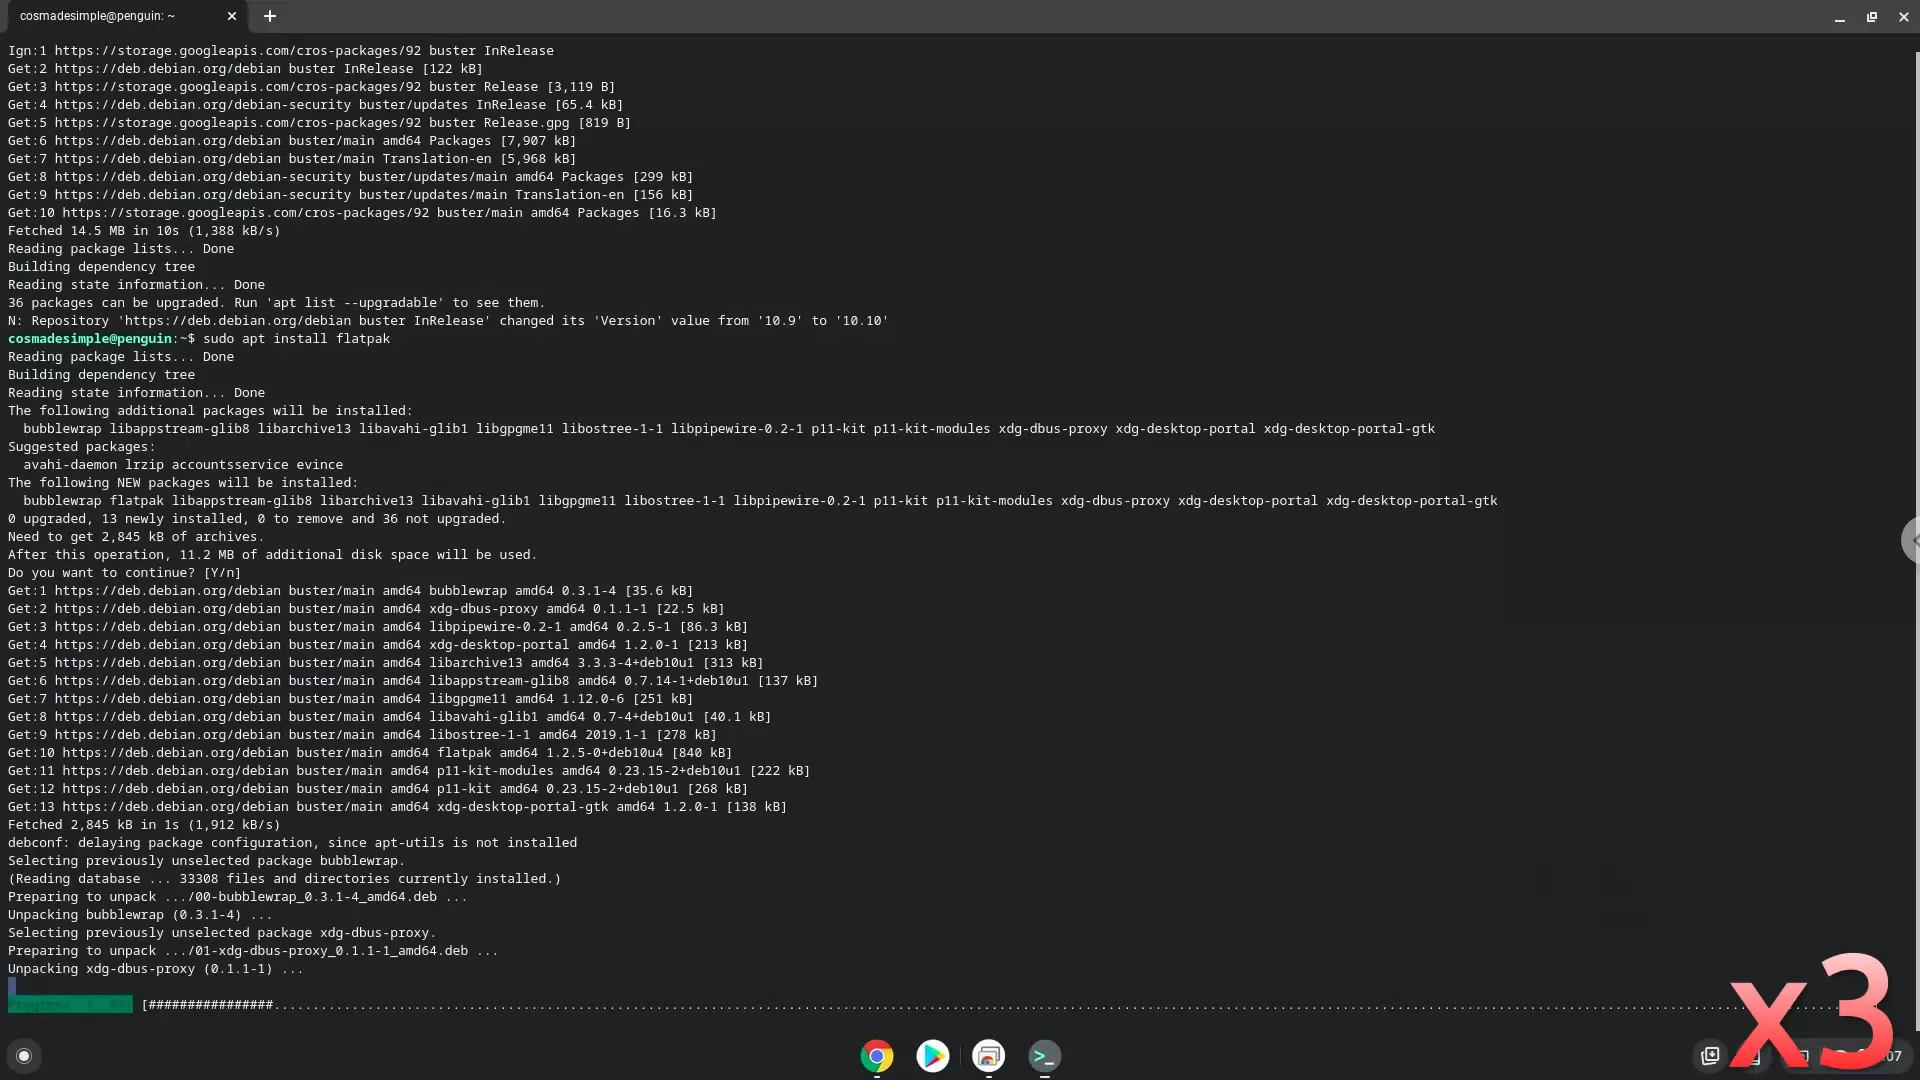 cosmadesimple@penguin: ~
Ign:1 https://storage.googleapis.com/cros-packages/92 buster InRelease
Get:2 https://deb.debian.org/debian buster InRelease [122 kB]
Get:3 https://storage.googleapis.com/cros-packages/92 buster Release [3,119 B]
Get:4 https://deb.debian.org/debian-security buster/updates InRelease [65.4 kB]
Get:5 https://storage.googleapis.com/cros-packages/92 buster Release.gpg [819 B]
Get:6 https://deb.debian.org/debian buster/main amd64 Packages [7,907 kB]
Get:7 https://deb.debian.org/debian buster/main Translation-en [5,968 kB]
Get:8 https://deb.debian.org/debian-security buster/updates/main amd64 Packages [299 kB]
Get:9 https://deb.debian.org/debian-security buster/updates/main Translation-en [156 kB]
Get:10 https://storage.googleapis.com/cros-packages/92 buster/main amd64 Packages [16.3 kB]
Fetched 14.5 MB in 10s (1,388 kB/s)
Reading package lists... Done
Building dependency tree
Reading state information... Done
36 packages can be upgraded. Run 'apt list --upgradable' to see them.
N: Repository 'https://deb.debian.org/debian buster InRelease' changed its 'Version' value from '10.9' to '10.10'
cosmadesimple@penguin:~$ sudo apt install flatpak
Reading package lists... Done
Building dependency tree
Reading state information... Done
The following additional packages will be installed:
  bubblewrap libappstream-glib8 libarchive13 libavahi-glib1 libgpgme11 libostree-1-1 libpipewire-0.2-1 p11-kit p11-kit-modules xdg-dbus-proxy xdg-desktop-portal xdg-desktop-portal-gtk
Suggested packages:
  avahi-daemon lrzip accountsservice evince
The following NEW packages will be installed:
  bubblewrap flatpak libappstream-glib8 libarchive13 libavahi-glib1 libgpgme11 libostree-1-1 libpipewire-0.2-1 p11-kit p11-kit-modules xdg-dbus-proxy xdg-desktop-portal xdg-desktop-portal-gtk
0 upgraded, 13 newly installed, 0 to remove and 36 not upgraded.
Need to get 2,845 kB of archives.
After this operation, 11.2 MB of additional disk space will be used.
Do you want to continue? [Y/n]
Get:1 https://deb.debian.org/debian buster/main amd64 bubblewrap amd64 0.3.1-4 [35.6 kB]
Get:2 https://deb.debian.org/debian buster/main amd64 xdg-dbus-proxy amd64 0.1.1-1 [22.5 kB]
Get:3 https://deb.debian.org/debian buster/main amd64 libpipewire-0.2-1 amd64 0.2.5-1 [86.3 kB]
Get:4 https://deb.debian.org/debian buster/main amd64 xdg-desktop-portal amd64 1.2.0-1 [213 kB]
Get:5 https://deb.debian.org/debian buster/main amd64 libarchive13 amd64 3.3.3-4+deb10u1 [313 kB]
Get:6 https://deb.debian.org/debian buster/main amd64 libappstream-glib8 amd64 0.7.14-1+deb10u1 [137 kB]
Get:7 https://deb.debian.org/debian buster/main amd64 libgpgme11 amd64 1.12.0-6 [251 kB]
Get:8 https://deb.debian.org/debian buster/main amd64 libavahi-glib1 amd64 0.7-4+deb10u1 [40.1 kB]
Get:9 https://deb.debian.org/debian buster/main amd64 libostree-1-1 amd64 2019.1-1 [278 kB]
Get:10 https://deb.debian.org/debian buster/main amd64 flatpak amd64 1.2.5-0+deb10u4 [840 kB]
Get:11 https://deb.debian.org/debian buster/main amd64 p11-kit-modules amd64 0.23.15-2+deb10u1 [222 kB]
Get:12 https://deb.debian.org/debian buster/main amd64 p11-kit amd64 0.23.15-2+deb10u1 [268 kB]
Get:13 https://deb.debian.org/debian buster/main amd64 xdg-desktop-portal-gtk amd64 1.2.0-1 [138 kB]
Fetched 2,845 kB in 1s (1,912 kB/s)
debconf: delaying package configuration, since apt-utils is not installed
Selecting previously unselected package bubblewrap.
(Reading database ... 33308 files and directories currently installed.)
Preparing to unpack .../00-bubblewrap_0.3.1-4_amd64.deb ...
Unpacking bubblewrap (0.3.1-4) ...
Selecting previously unselected package xdg-dbus-proxy.
Preparing to unpack .../01-xdg-dbus-proxy_0.1.1-1_amd64.deb ...
Unpacking xdg-dbus-proxy (0.1.1-1) ...
Progress: [################
x3